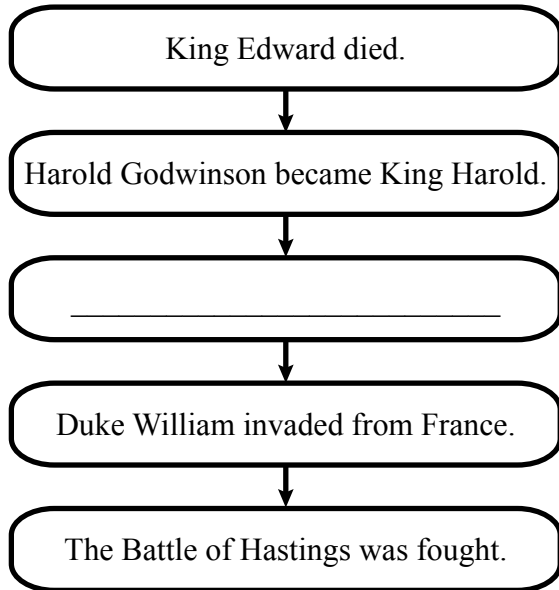 King Edward died.
Harold Godwinson became King Harold.
___________________________
Duke William invaded from France.
The Battle of Hastings was fought.